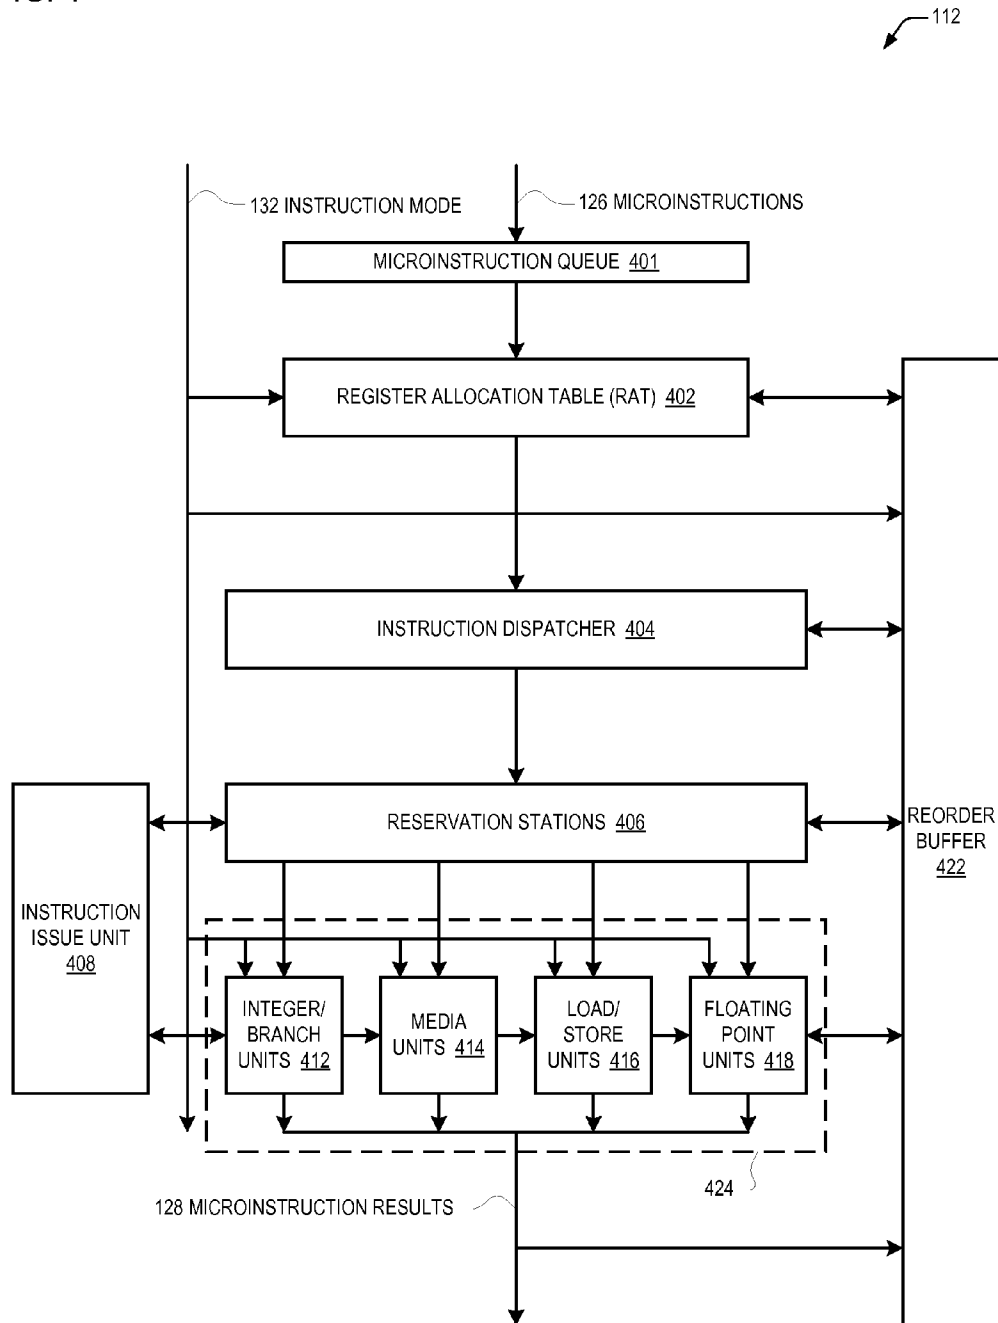 112
132 INSTRUCTION MODE
126 MICROINSTRUCTIONS
MICROINSTRUCTION QUEUE 401
REGISTER ALLOCATION TABLE (RAT) 402
INSTRUCTION DISPATCHER 404
RESERVATION STATIONS 406
REORDER
BUFFER
422
INSTRUCTION
ISSUE UNIT
408
INTEGER/
BRANCH
UNITS 412
MEDIA
UNITS 414
LOAD/
STORE
UNITS 416
FLOATING
POINT
UNITS 418
424
128 MICROINSTRUCTION RESULTS